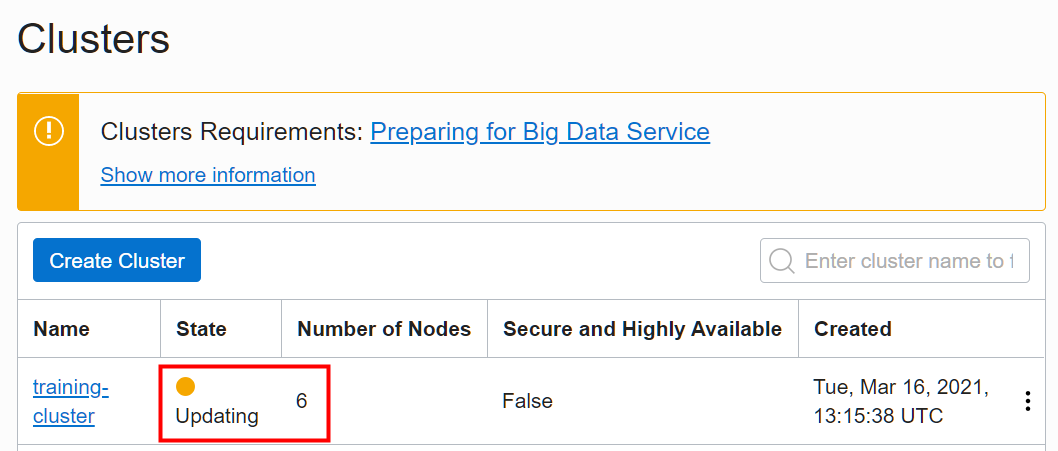 Clusters
Clusters Requirements: Preparing for Big Data Service
Show more information
Create Cluster
Enter cluster name to f
Name State Number of Nodes Secure and Highly Available Created
training-
cluster
Updating
6
False
Tue, Mar 16, 2021,
13:15:38 UTC